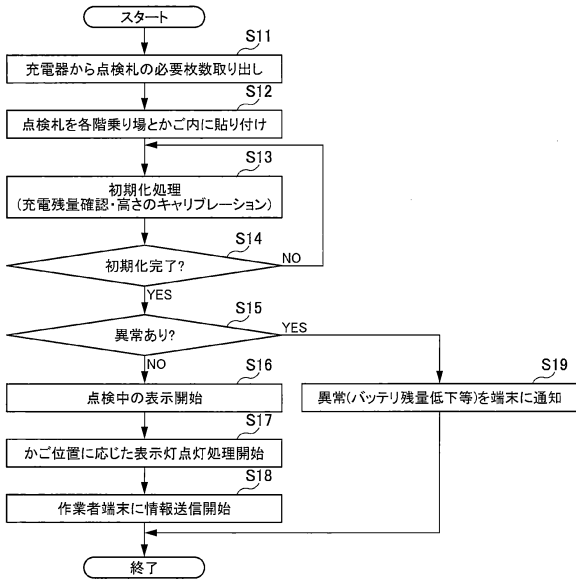 スタート
S11
充電器から点検札の必要枚数取り出し
S12
点検札を各階乗り場とかご内に貼り付け
S13
初期化処理
(充電残量確認・高さのキャリブレーション)
S14
初期化完了?
NO
YES
S15
異常あり?
YES
NO
S16
点検中の表示開始
S19
異常(バッテリ残量低下等)を端末に通知
S17
かご位置に応じた表示灯点灯処理開始
S18
作業者端末に情報送信開始
終了